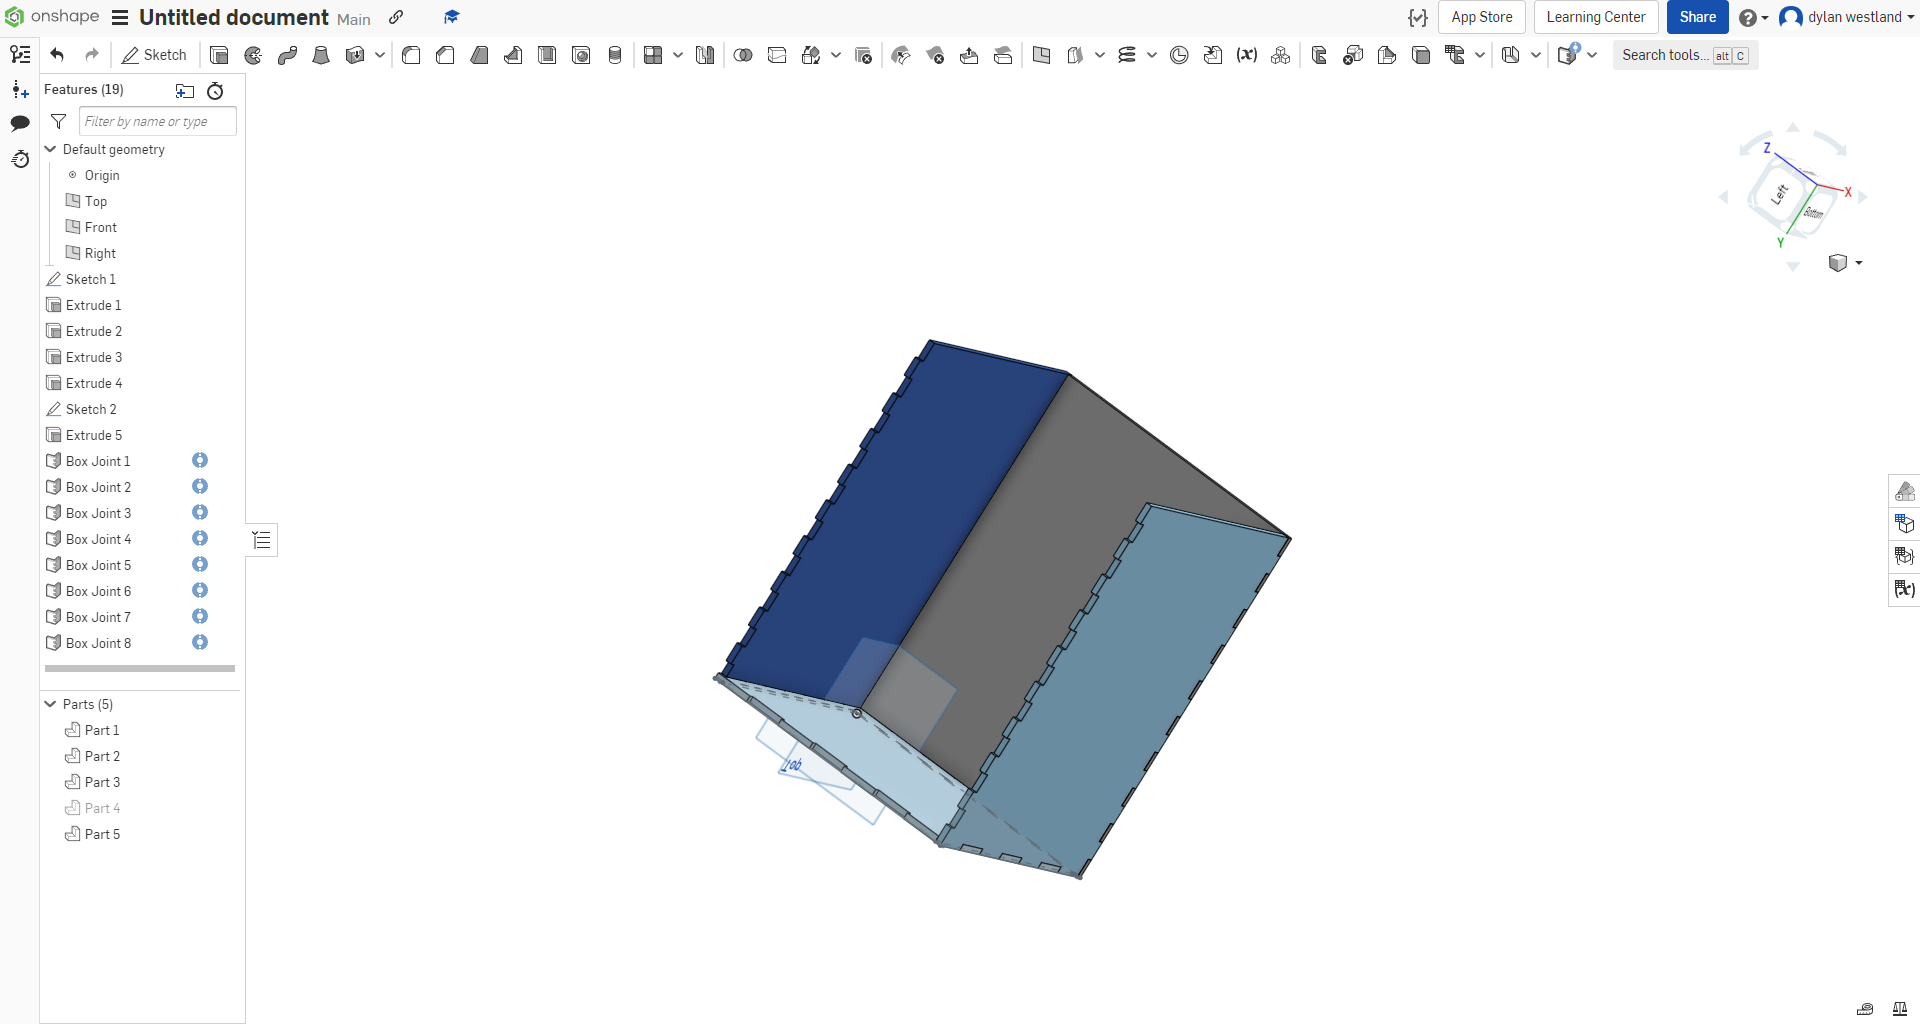 onshape Untitled document Main App Store Learning Center Share dylan westland
Sketch Search tools... alt C
Features (19)
Filter by name or type
Default geometry
Origin
Top
Front
Right
Sketch 1
Extrude 1
Extrude 2
Extrude 3
Extrude 4
Sketch 2
Extrude 5
Box Joint 1
Box Joint 2
Box Joint 3
Box Joint 4
Box Joint 5
Box Joint 6
Box Joint 7
Box Joint 8
Parts (5)
Part 1
Part 2
Part 3
Part 4
Part 5
Z
X
Left
Bottom
Y
Top
(x)
(x)